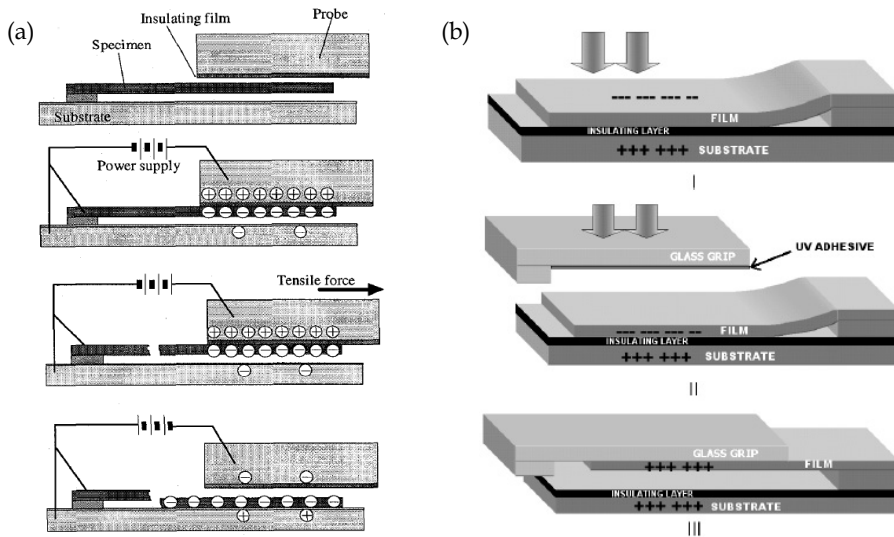 (a)
Insulating film
Probe
Specimen
Substrate
Power supply
Tensile force
(b)
FILM
INSULATING LAYER
+++ +++ SUBSTRATE
I
GLASS GRIP
UV ADHESIVE
FILM
INSULATING LAYER
+++ +++ SUBSTRATE
II
GLASS GRIP
+++ +++ FILM
INSULATING LAYER
+++ +++ SUBSTRATE
III